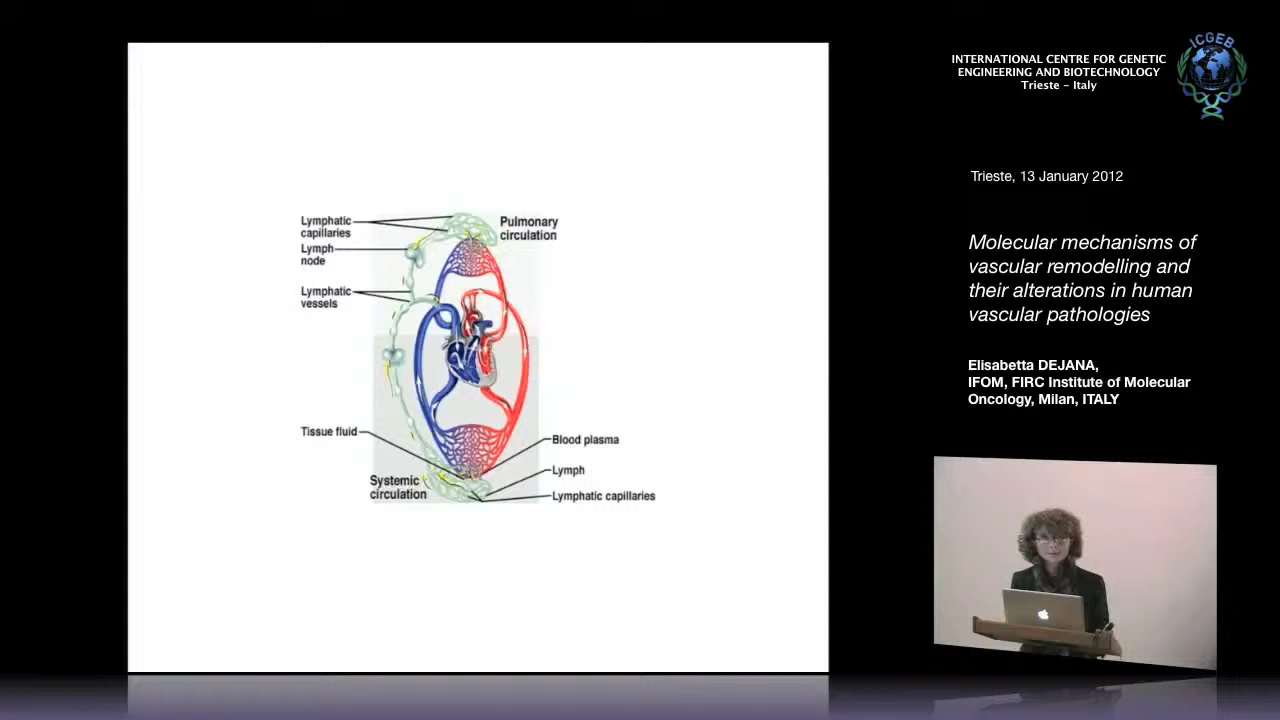 Lymphatic
capillaries
Pulmonary
circulation
Lymph
node
Lymphatic
vessels
Tissue fluid
Blood plasma
Lymph
Systemic
circulation
Lymphatic capillaries
ICGEB
INTERNATIONAL CENTRE FOR GENETIC
ENGINEERING AND BIOTECHNOLOGY
Trieste – Italy
Trieste, 13 January 2012
Molecular mechanisms of
vascular remodelling and
their alterations in human
vascular pathologies
Elisabetta DEJANA,
IFOM, FIRC Institute of Molecular
Oncology, Milan, ITALY